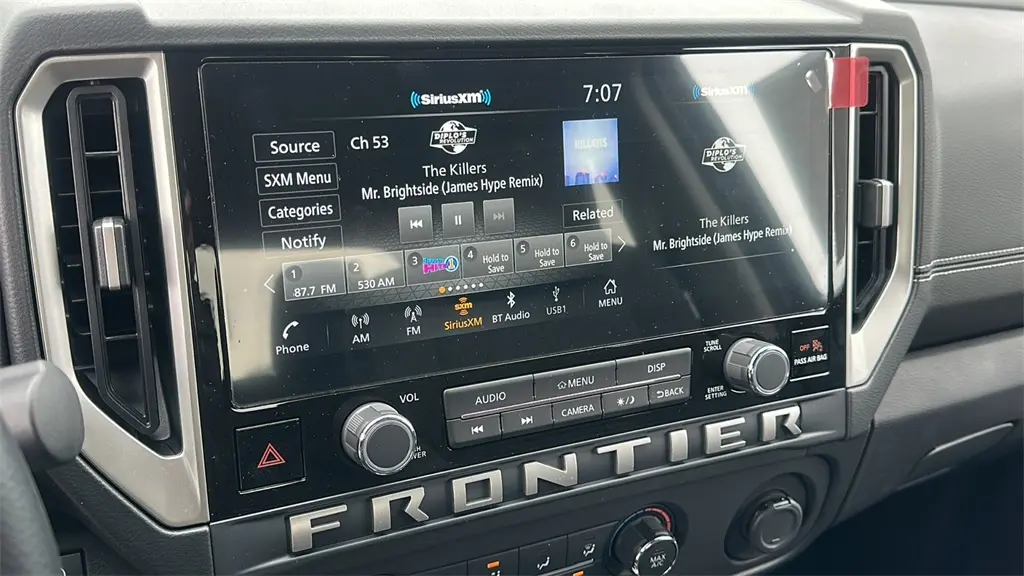 ((SiriusXM))
7:07
((SiriusXM))
Source
Ch 53
DIPLO'S REVOLUTION
KILLERS
DIPLO'S REVOLUTION
SXM Menu
The Killers
Mr. Brightside (James Hype Remix)
The Killers
Mr. Brightside (James Hype Remix)
Categories
Notify
Related
1
87.7 FM
2
530 AM
3
4
Hold to
Save
5
Hold to
Save
6
Hold to
Save
Phone
AM
FM
sxm
SiriusXM
BT Audio
USB1
MENU
VOL
AUDIO
MENU
DISP
CAMERA
BACK
TUNE
SCROLL
ENTER
SETTING
OFF
PASS AIR BAG
FRONTIER
MAX
A/C